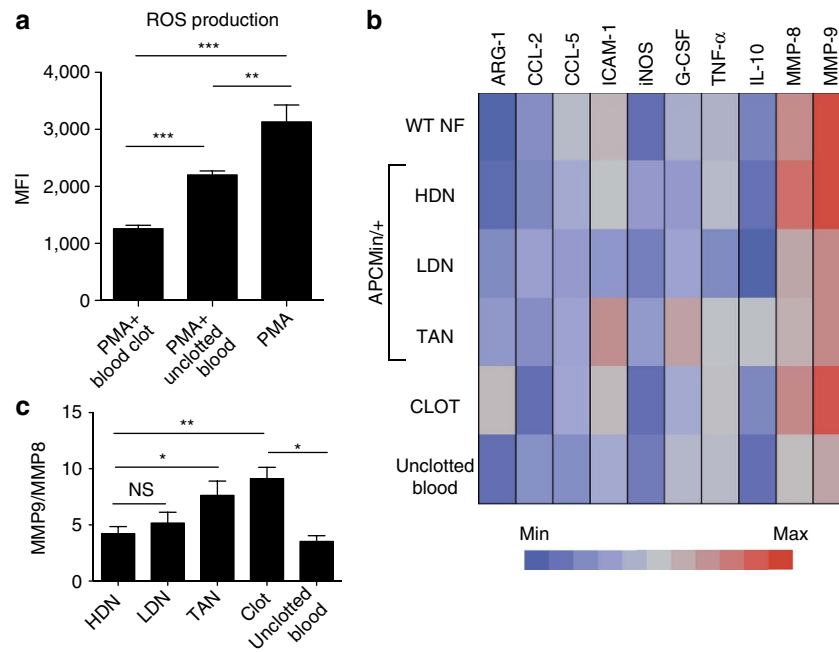 a
ROS production
***
**
***
4,000
3,000
2,000
1,000
0
MFI
PMA+
blood clot
PMA+
unclotted
blood
PMA
b
ARG-1
CCL-2
CCL-5
ICAM-1
iNOS
G-CSF
TNF-α
IL-10
MMP-8
MMP-9
WT NF
APCMin/+
HDN
LDN
TAN
CLOT
Unclotted
blood
Min
Max
c
15
10
5
0
MMP9/MMP8
**
*
*
NS
HDN
LDN
TAN
Clot
Unclotted
blood